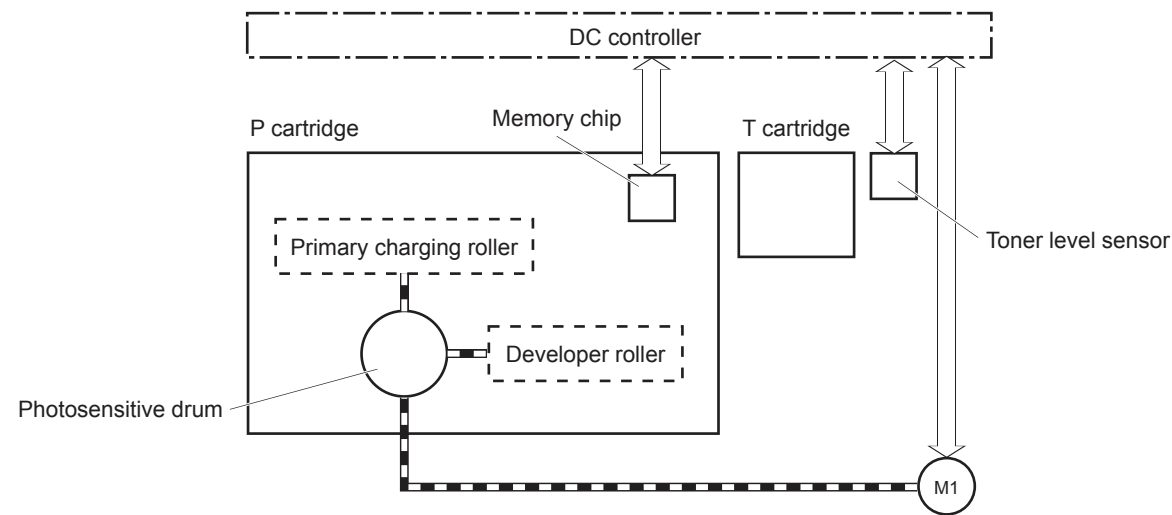 DC controller
Memory chip
P cartridge
T cartridge
Toner level sensor
Primary charging roller
Developer roller
Photosensitive drum
M1